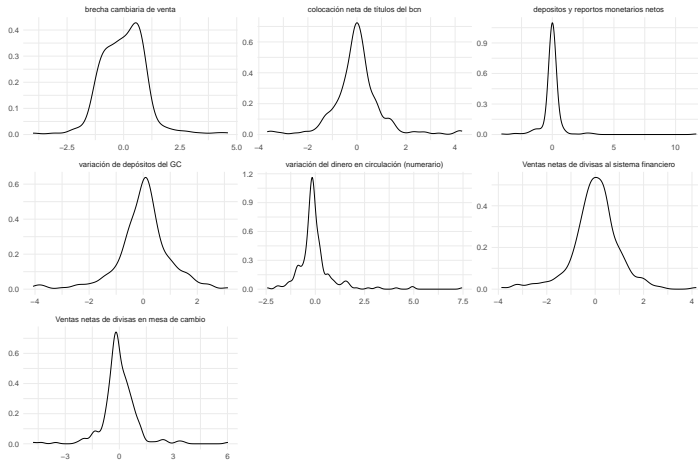 brecha cambiaria de venta
colocación neta de títulos del bcn
depositos y reportos monetarios netos
0.4
0.3
0.2
0.1
0.0
−2.5 0.0 2.5 5.0
0.6
0.4
0.2
0.0
−4 −2 0 2 4
0.9
0.6
0.3
0.0
0 5 10
variación de depósitos del GC
variación del dinero en circulación (numerario)
Ventas netas de divisas al sistema financiero
0.6
0.4
0.2
0.0
−4 −2 0 2
1.2
0.9
0.6
0.3
0.0
−2.5 0.0 2.5 5.0 7.5
0.4
0.2
0.0
−4 −2 0 2 4
Ventas netas de divisas en mesa de cambio
0.6
0.4
0.2
0.0
−3 0 3 6